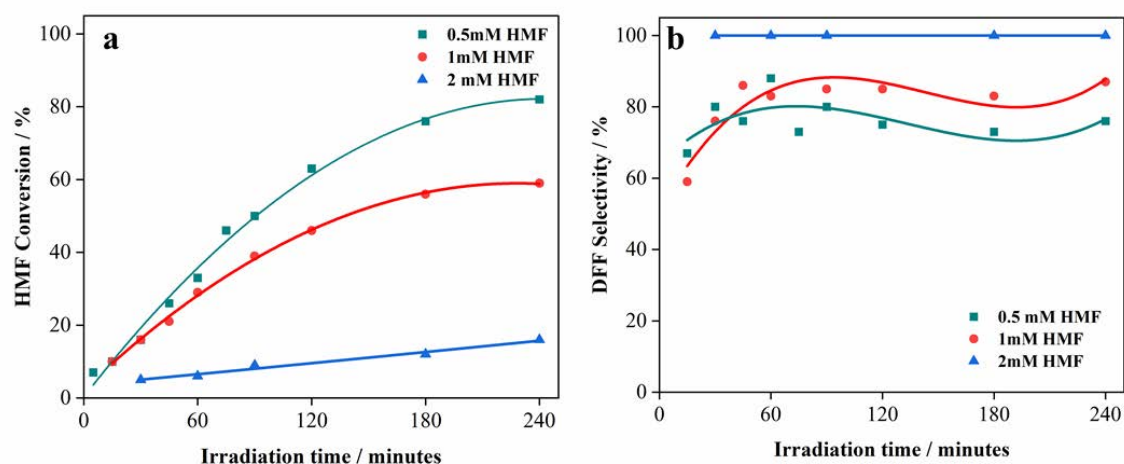 a
0.5mM HMF
1mM HMF
2 mM HMF
HMF Conversion / %
100
80
60
40
20
0
0
60
120
180
240
Irradiation time / minutes
b
DFF Selectivity / %
100
80
60
40
20
0
0.5 mM HMF
1mM HMF
2mM HMF
0
60
120
180
240
Irradiation time / minutes